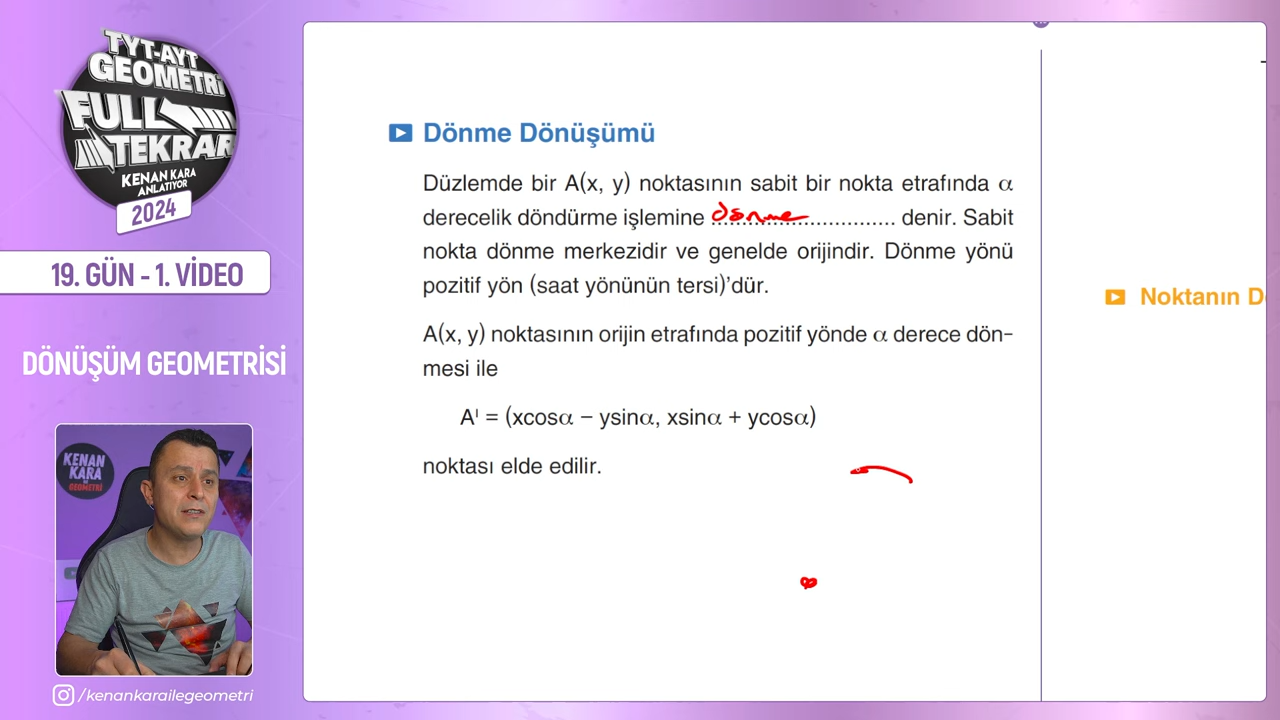 TYT-AYT
GEOMETRİ
FULL
TEKRAR
KENAN KARA
ANLATIYOR
2024
19. GÜN - 1. VİDEO
DÖNÜŞÜM GEOMETRİSİ
KENAN
KARA
GEOMETRİ
/kenankarailegeometri
Dönme Dönüşümü
Düzlemde bir A(x, y) noktasının sabit bir nokta etrafında α
derecelik döndürme işlemine dönme ............... denir. Sabit
nokta dönme merkezidir ve genelde orijindir. Dönme yönü
pozitif yön (saat yönünün tersi)’dür.
A(x, y) noktasının orijin etrafında pozitif yönde α derece dön-
mesi ile
Aᴵ = (xcosα − ysinα, xsinα + ycosα)
noktası elde edilir.
Noktanın D